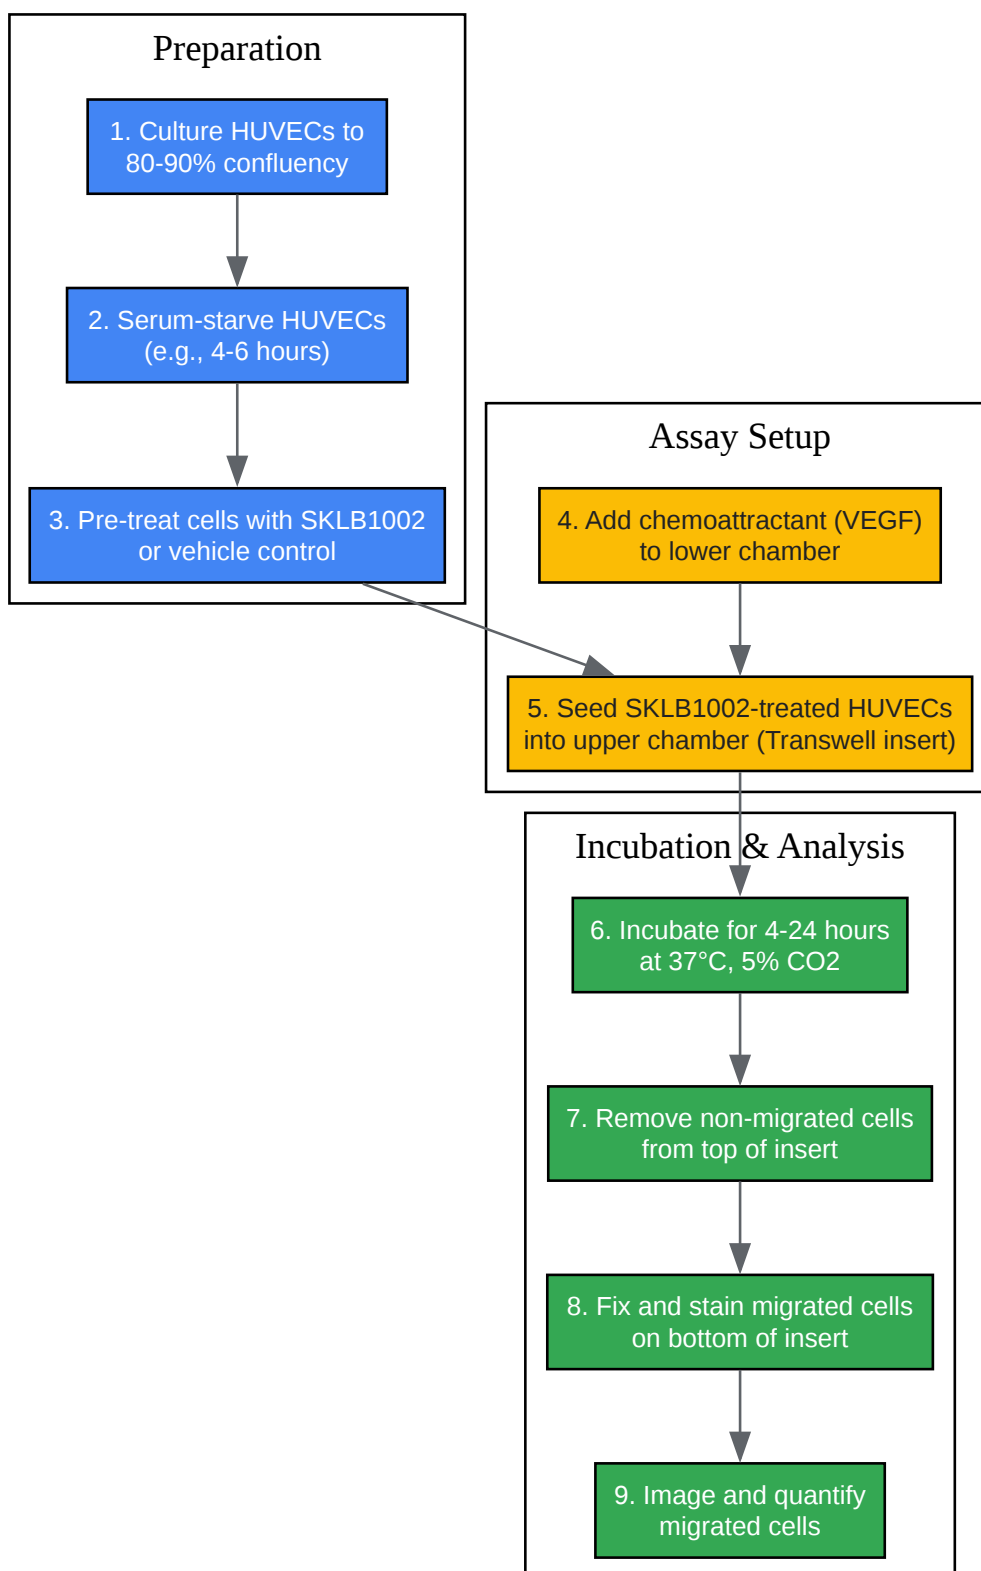 Preparation
1. Culture HUVECs to
80-90% confluency
2. Serum-starve HUVECs
(e.g., 4-6 hours)
3. Pre-treat cells with SKLB1002
or vehicle control
Assay Setup
4. Add chemoattractant (VEGF)
to lower chamber
5. Seed SKLB1002-treated HUVECs
into upper chamber (Transwell insert)
Incubation & Analysis
6. Incubate for 4-24 hours
at 37°C, 5% CO2
7. Remove non-migrated cells
from top of insert
8. Fix and stain migrated cells
on bottom of insert
9. Image and quantify
migrated cells